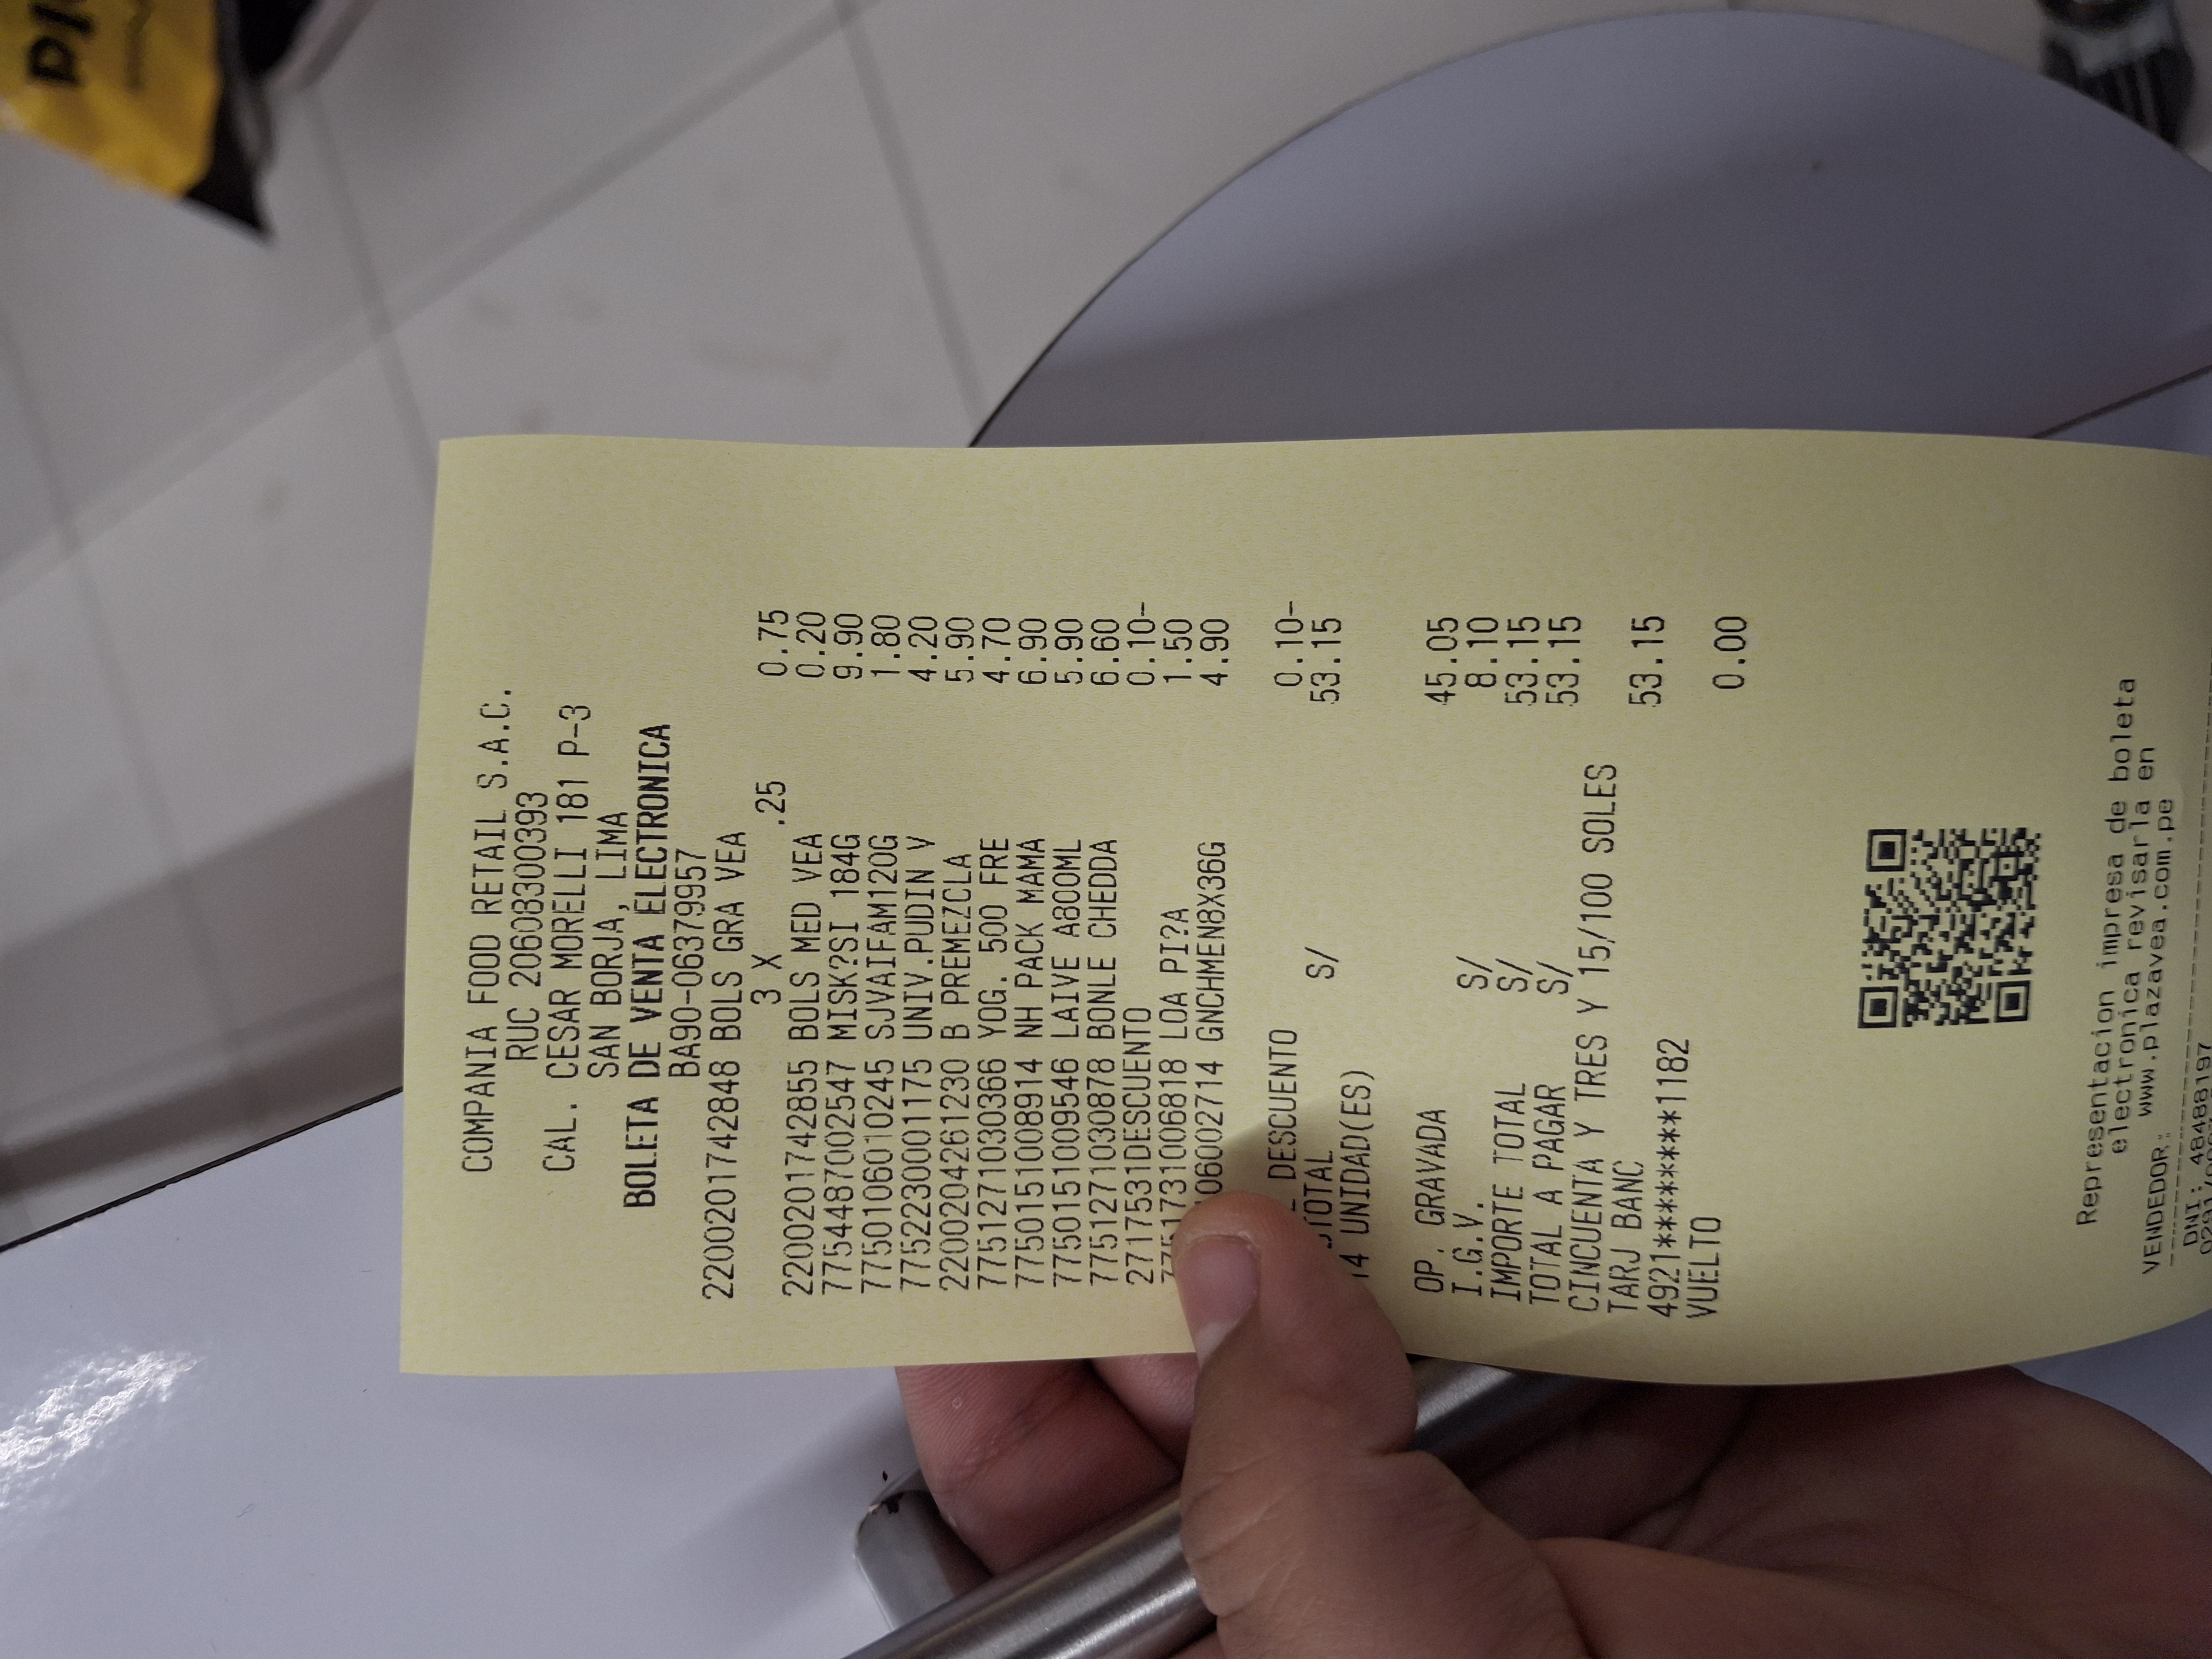 COMPANIA FOOD RETAIL S.A.C.
RUC 20608300393
CAL. CESAR MORELLI 181 P-3
SAN BORJA, LIMA
BOLETA DE VENTA ELECTRONICA
BA90-06379957
2200201742848 BOLS GRA VEA
3 X .25 0.75
2200201742855 BOLS MED VEA 0.20
7754487002547 MISK?SI 184G 9.90
7750106010245 SJVAIFAM120G 1.80
7752230001175 UNIV.PUDIN V 4.20
2200204261230 B PREMEZCLA 5.90
7751271030366 YOG. 500 FRE 4.70
7750151008914 NH PACK MAMA 6.90
7750151009546 LAIVE A800ML 5.90
7751271030878 BONLE CHEDDA 6.60
2717531DESCUENTO 0.10-
7751731006818 LOA PI?A 1.50
06002714 GNCHMEN8X36G 4.90
DESCUENTO 0.10-
TOTAL S/ 53.15
14 UNIDAD(ES)
OP. GRAVADA 45.05
I.G.V. S/ 8.10
IMPORTE TOTAL S/ 53.15
TOTAL A PAGAR S/ 53.15
CINCUENTA Y TRES Y 15/100 SOLES
TARJ BANC 53.15
4921********1182
VUELTO 0.00
Representacion impresa de boleta
electronica revisarla en
www.plazavea.com.pe
VENDEDOR:
DNI: 48488197